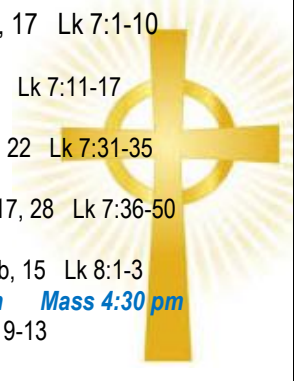 , 17 Lk 7:1-10
Lk 7:11-17
22 Lk 7:31-35
17, 28 Lk 7:36-50
b, 15 Lk 8:1-3
Mass 4:30 pm
9-13